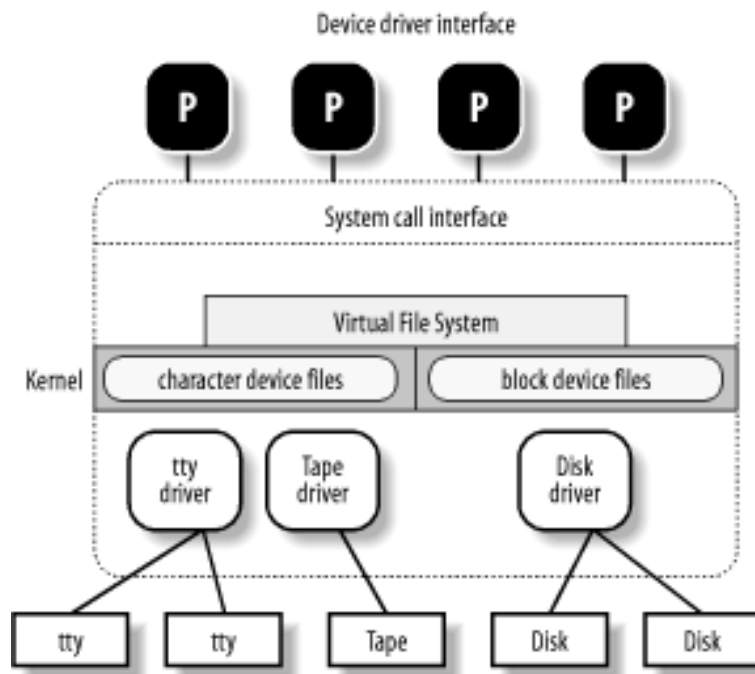 Device driver interface
P P P P
System call interface
Virtual File System
Kernel
character device files
block device files
tty
driver
Tape
driver
Disk
driver
tty
tty
Tape
Disk
Disk